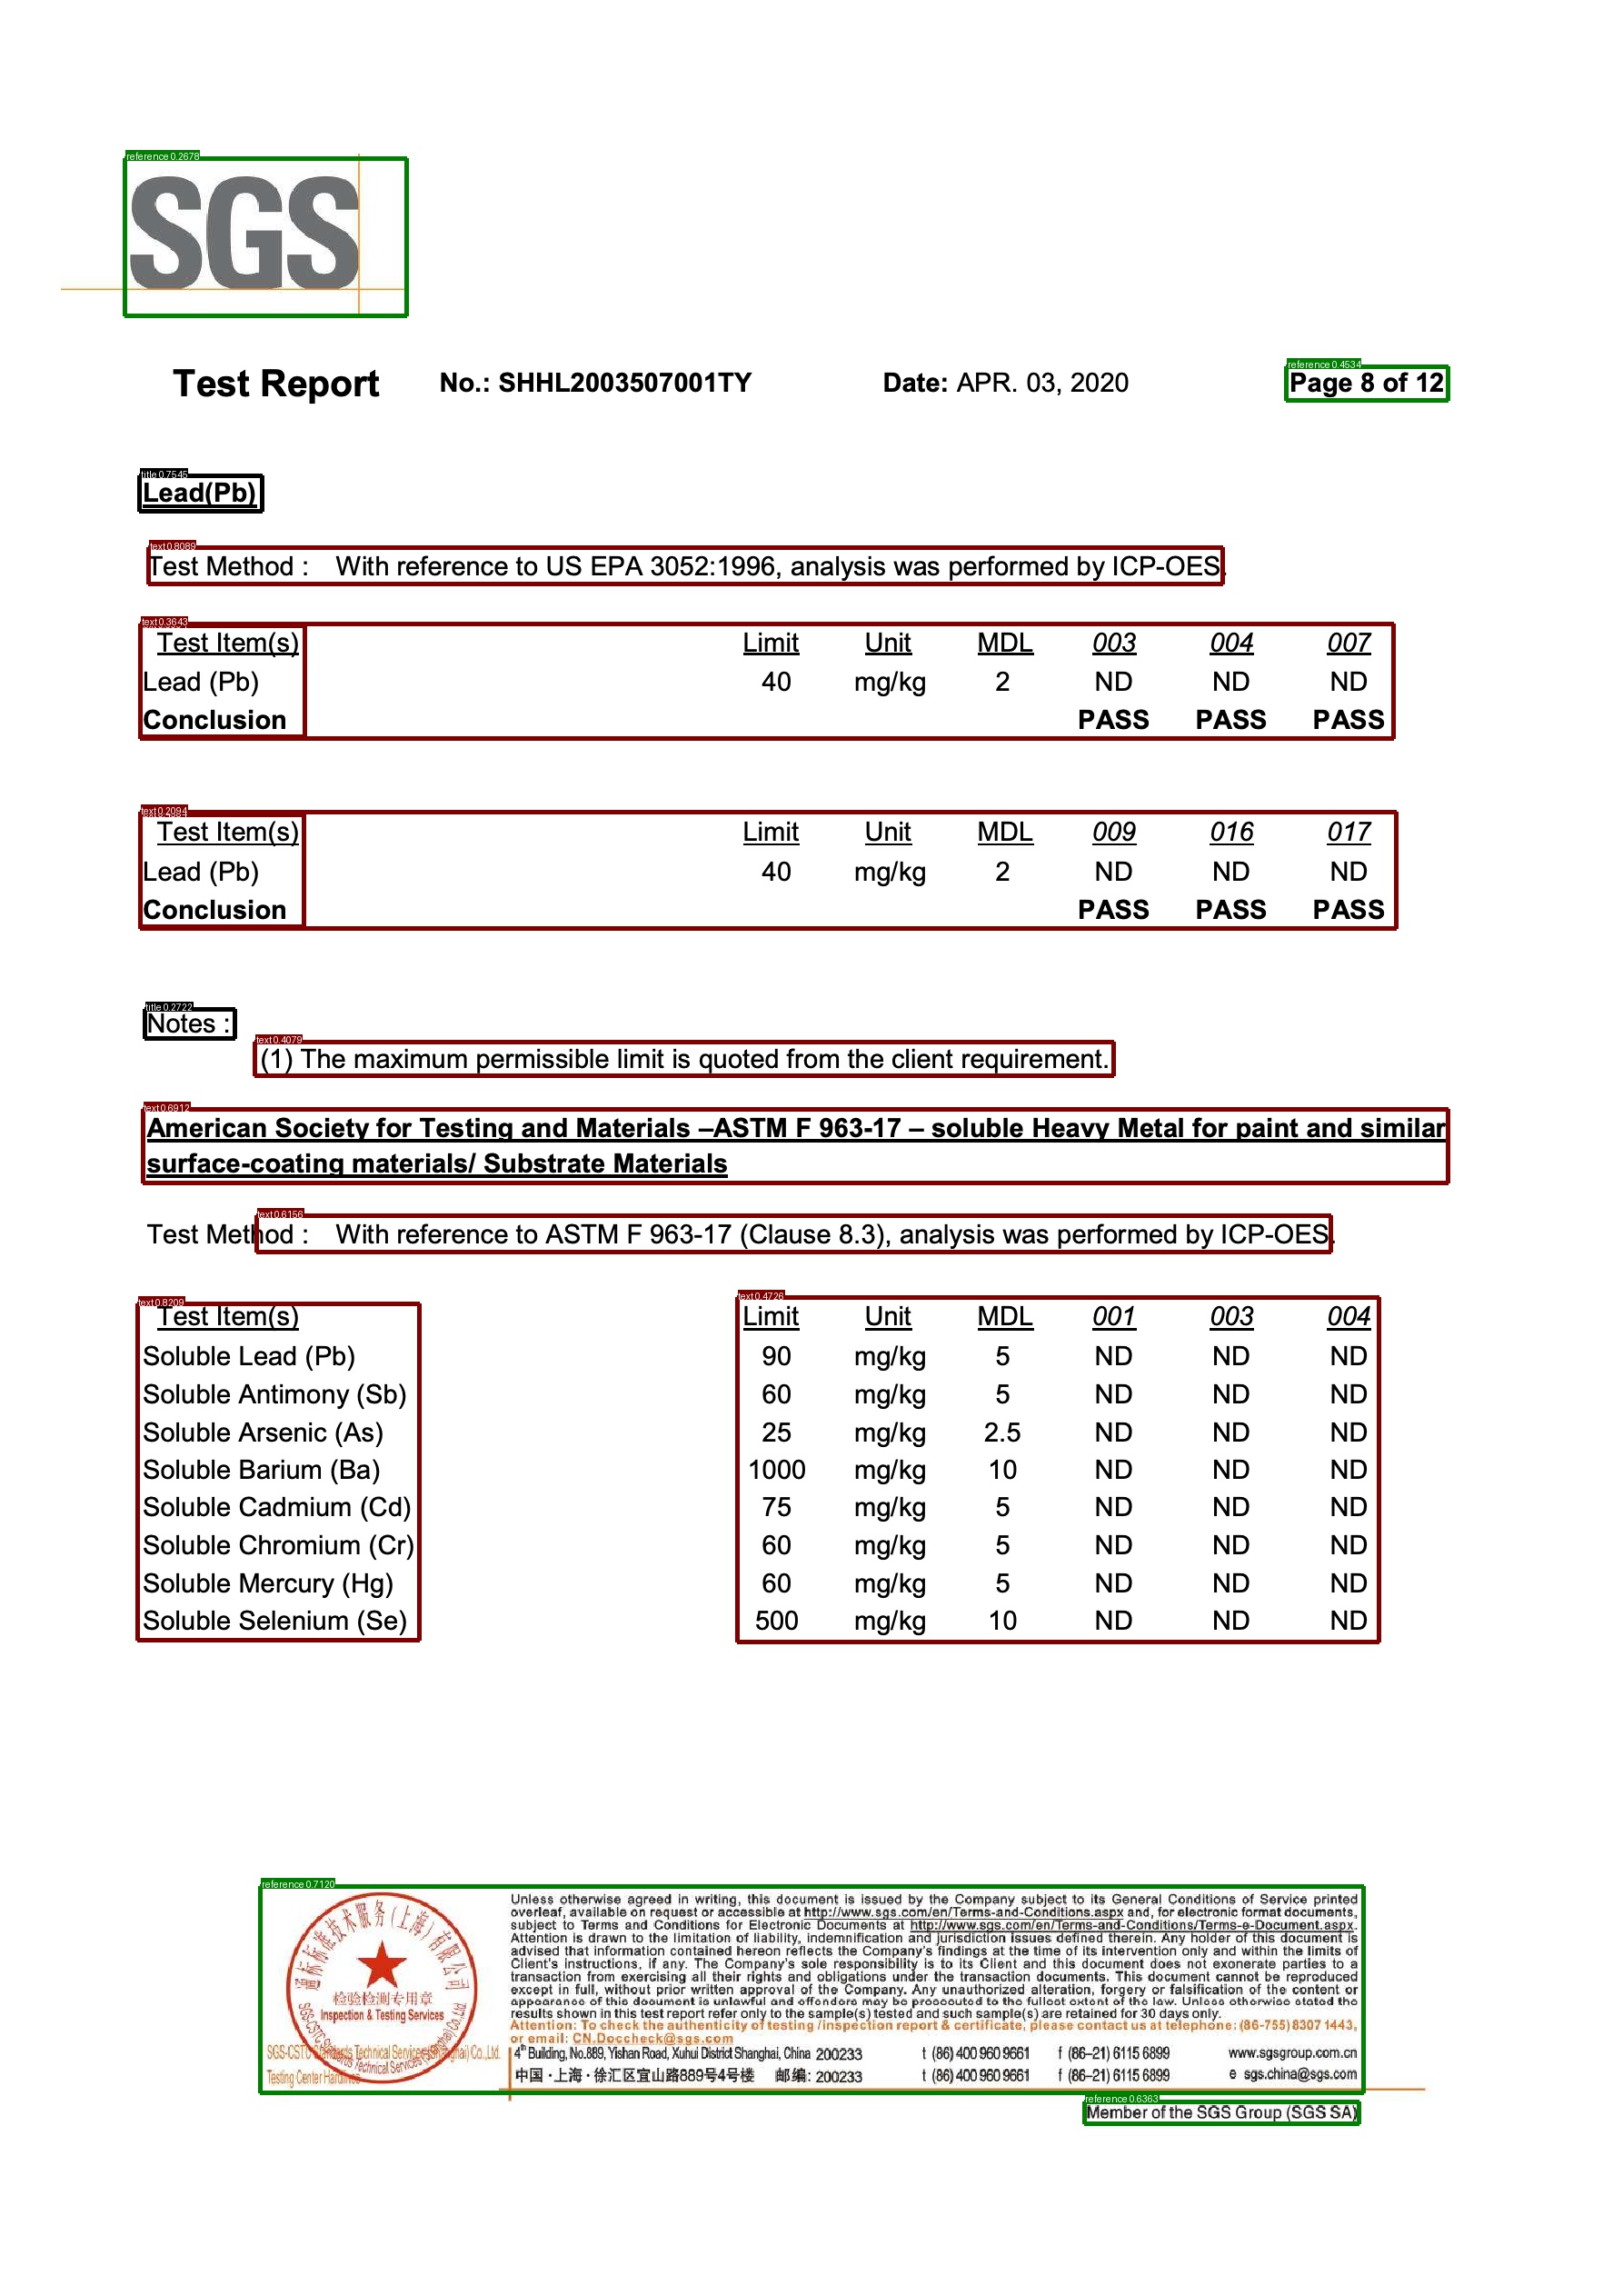 reference 0.2678
SGS
Test Report No.: SHHL2003507001TY Date: APR. 03, 2020 reference 0.4534 Page 8 of 12
title 0.7545
Lead(Pb)
text 0.8089
Test Method : With reference to US EPA 3052:1996, analysis was performed by ICP-OES.
text 0.3643
Test Item(s) Limit Unit MDL 003 004 007
Lead (Pb) 40 mg/kg 2 ND ND ND
Conclusion PASS PASS PASS
text 0.2094
Test Item(s) Limit Unit MDL 009 016 017
Lead (Pb) 40 mg/kg 2 ND ND ND
Conclusion PASS PASS PASS
title 0.2722
Notes :
text 0.4079
(1) The maximum permissible limit is quoted from the client requirement.
text 0.6912
American Society for Testing and Materials –ASTM F 963-17 – soluble Heavy Metal for paint and similar
surface-coating materials/ Substrate Materials
text 0.6156
Test Method : With reference to ASTM F 963-17 (Clause 8.3), analysis was performed by ICP-OES.
text 0.8209 text 0.4726
Test Item(s) Limit Unit MDL 001 003 004
Soluble Lead (Pb) 90 mg/kg 5 ND ND ND
Soluble Antimony (Sb) 60 mg/kg 5 ND ND ND
Soluble Arsenic (As) 25 mg/kg 2.5 ND ND ND
Soluble Barium (Ba) 1000 mg/kg 10 ND ND ND
Soluble Cadmium (Cd) 75 mg/kg 5 ND ND ND
Soluble Chromium (Cr) 60 mg/kg 5 ND ND ND
Soluble Mercury (Hg) 60 mg/kg 5 ND ND ND
Soluble Selenium (Se) 500 mg/kg 10 ND ND ND
reference 0.7120
通标标准技术服务(上海)有限公司
检验检测专用章
Inspection & Testing Services
SGS-CSTC Standards Technical Services (Shanghai) Co., Ltd.
SGS-CSTC Standards Technical Services (Shanghai) Co., Ltd.
Testing Center Hardlines
Unless otherwise agreed in writing, this document is issued by the Company subject to its General Conditions of Service printed
overleaf, available on request or accessible at http://www.sgs.com/en/Terms-and-Conditions.aspx and, for electronic format documents,
subject to Terms and Conditions for Electronic Documents at http://www.sgs.com/en/Terms-and-Conditions/Terms-e-Document.aspx.
Attention is drawn to the limitation of liability, indemnification and jurisdiction issues defined therein. Any holder of this document is
advised that information contained hereon reflects the Company's findings at the time of its intervention only and within the limits of
Client's instructions, if any. The Company's sole responsibility is to its Client and this document does not exonerate parties to a
transaction from exercising all their rights and obligations under the transaction documents. This document cannot be reproduced
except in full, without prior written approval of the Company. Any unauthorized alteration, forgery or falsification of the content or
appearance of this document is unlawful and offenders may be prosecuted to the fullest extent of the law. Unless otherwise stated the
results shown in this test report refer only to the sample(s) tested and such sample(s) are retained for 30 days only.
Attention: To check the authenticity of testing /inspection report & certificate, please contact us at telephone: (86-755) 8307 1443,
or email: CN.Doccheck@sgs.com
4th Building, No.889, Yishan Road, Xuhui District Shanghai, China 200233 t (86) 400 960 9661 f (86–21) 6115 6899 www.sgsgroup.com.cn
中国·上海·徐汇区宜山路889号4号楼 邮编: 200233 t (86) 400 960 9661 f (86–21) 6115 6899 e sgs.china@sgs.com
reference 0.6363
Member of the SGS Group (SGS SA)